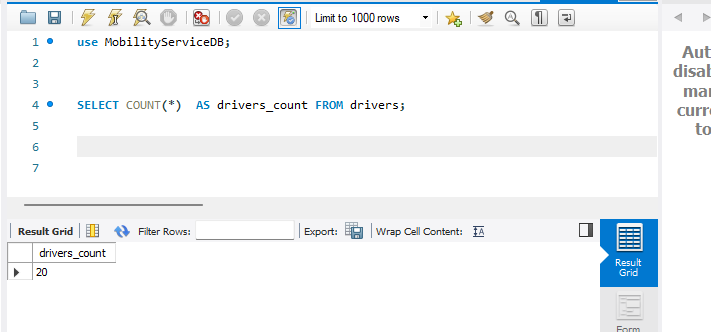 Limit to 1000 rows
1 use MobilityServiceDB;
2
3
4 SELECT COUNT(*)  AS drivers_count FROM drivers;
5
6
7
Aut
disab
mar
curre
to
Result Grid Filter Rows: Export: Wrap Cell Content:
drivers_count
20
Result
Grid
Form